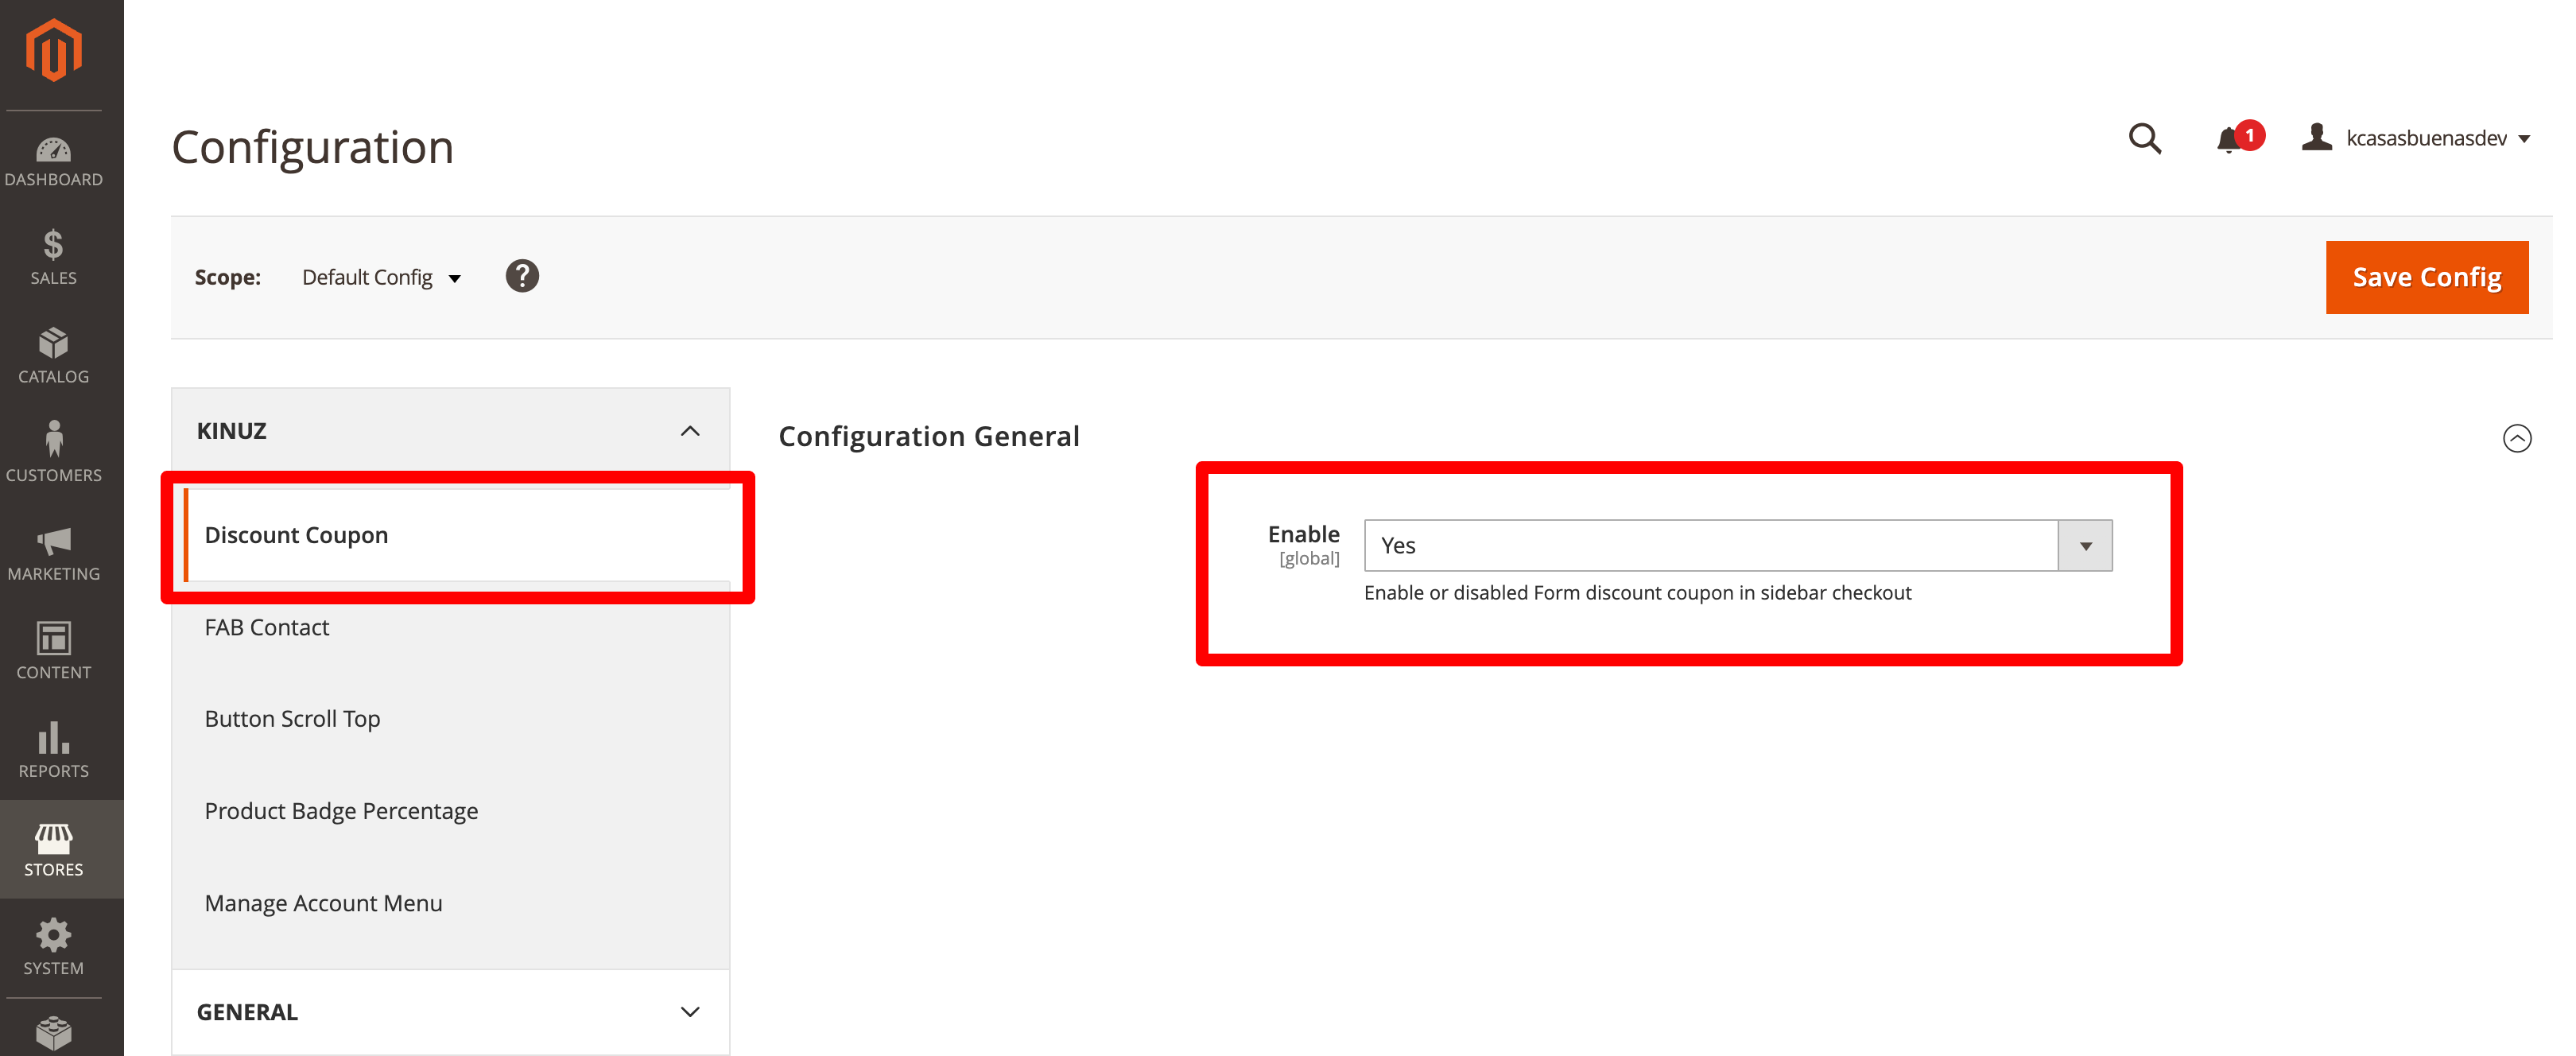 DASHBOARD
SALES
CATALOG
CUSTOMERS
MARKETING
CONTENT
REPORTS
STORES
SYSTEM
Configuration
1
kcasasbuenasdev
Scope:
Default Config
?
Save Config
KINUZ
Discount Coupon
FAB Contact
Button Scroll Top
Product Badge Percentage
Manage Account Menu
GENERAL
Configuration General
Enable
[global]
Yes
Enable or disabled Form discount coupon in sidebar checkout